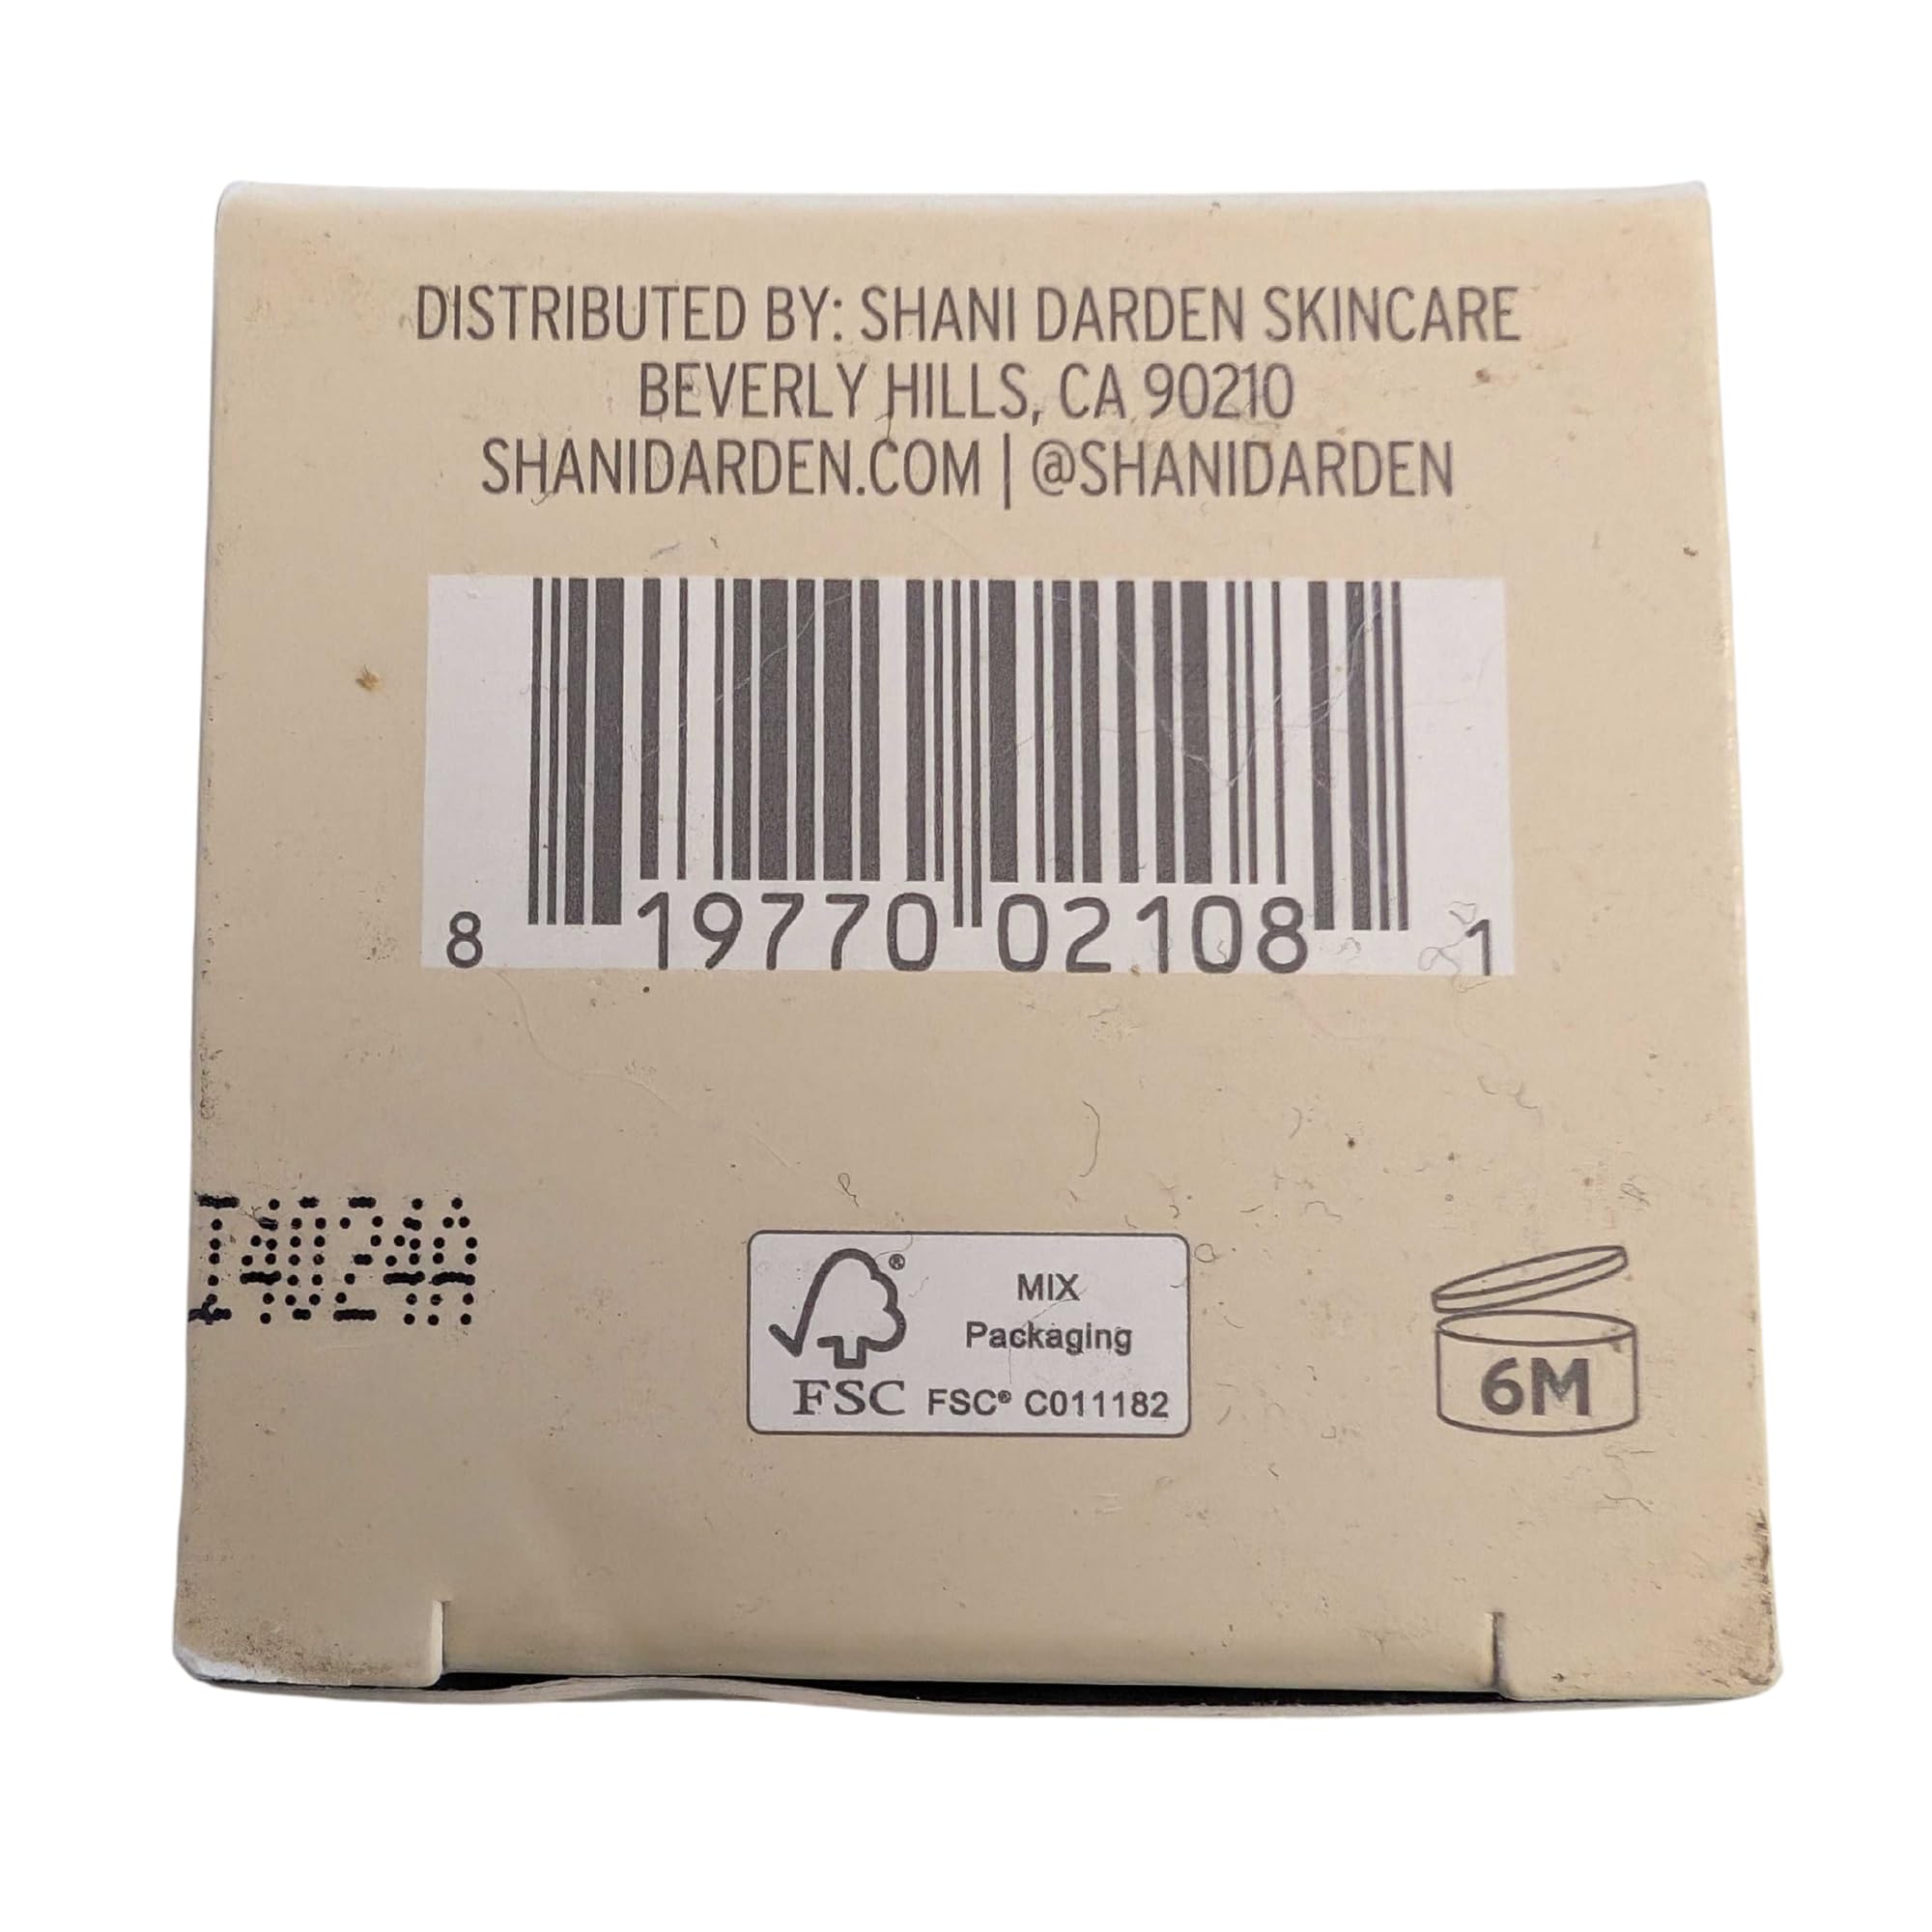 DISTRIBUTED BY: SHANI DARDEN SKINCARE
BEVERLY HILLS, CA 90210
SHANIDARDEN.COM | @SHANIDARDEN
8 19770 02108 1
I4024A
MIX
Packaging
FSC FSC® C011182
6M